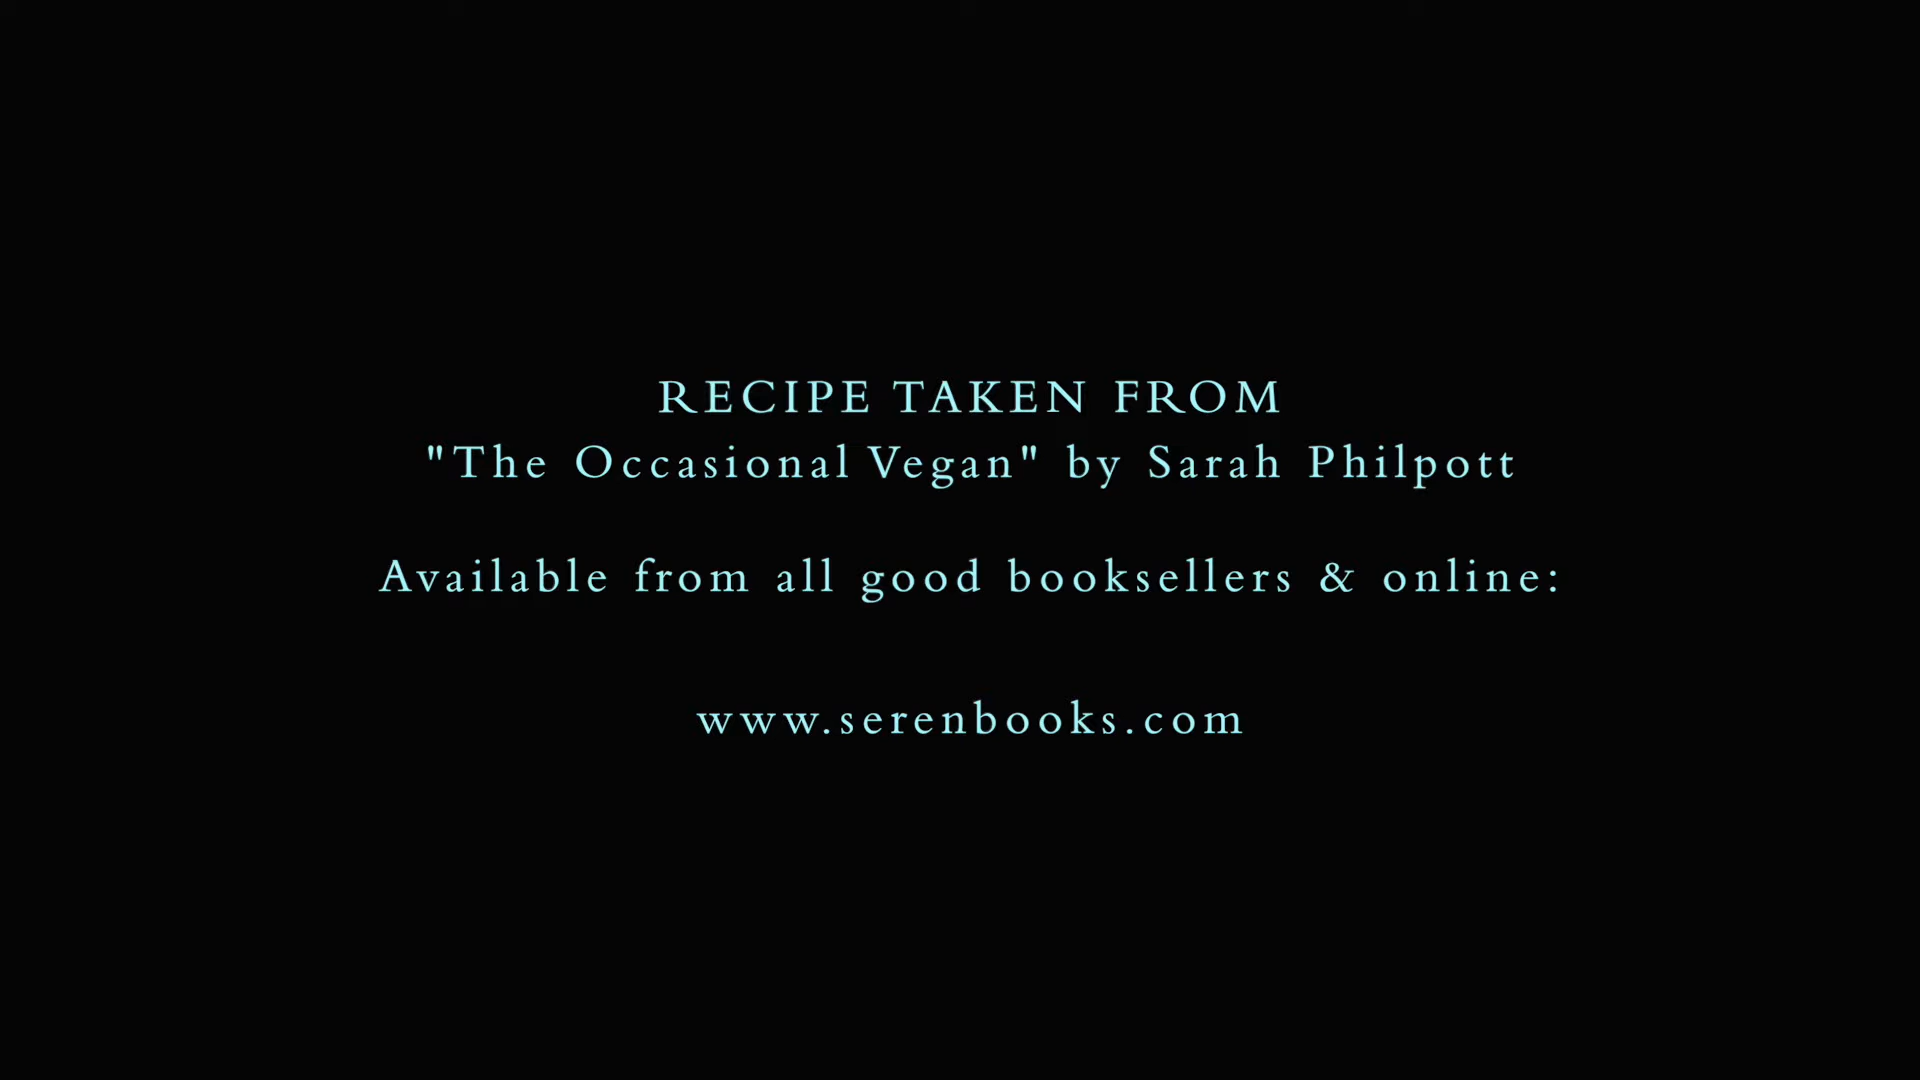 RECIPE TAKEN FROM
"The Occasional Vegan" by Sarah Philpott
Available from all good booksellers & online:
www.serenbooks.com